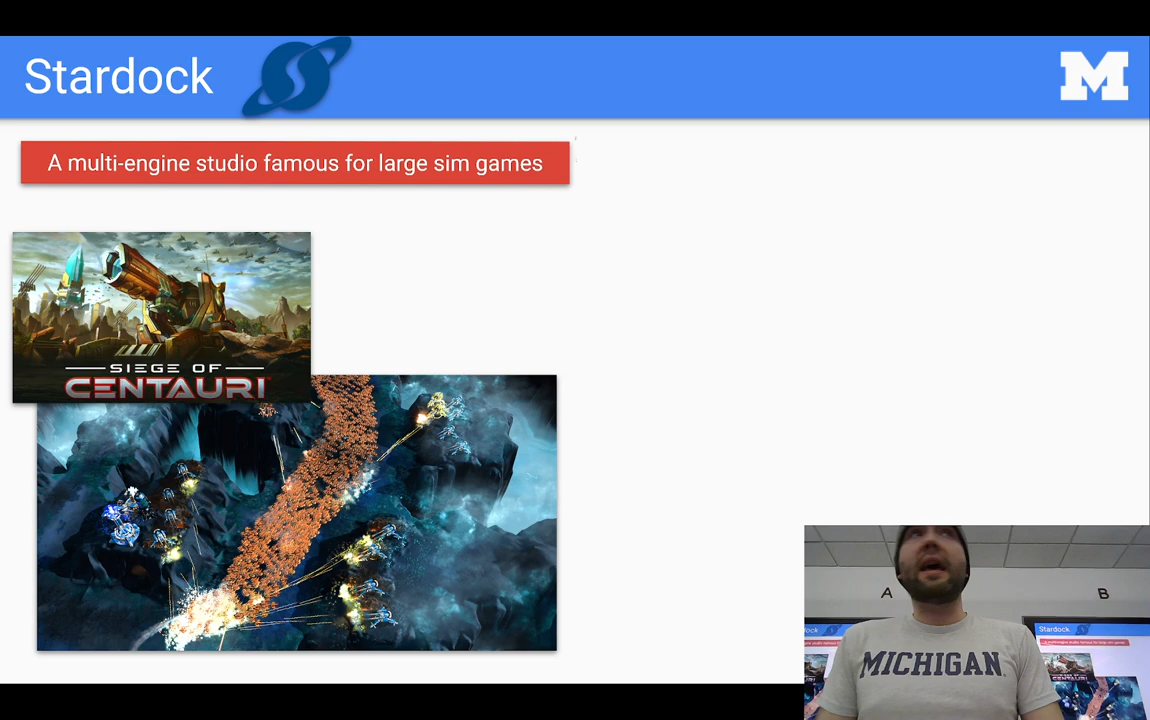 Stardock
M
A multi-engine studio famous for large sim games
SIEGE OF
CENTAURI
A
B
Stardock
MICHIGAN